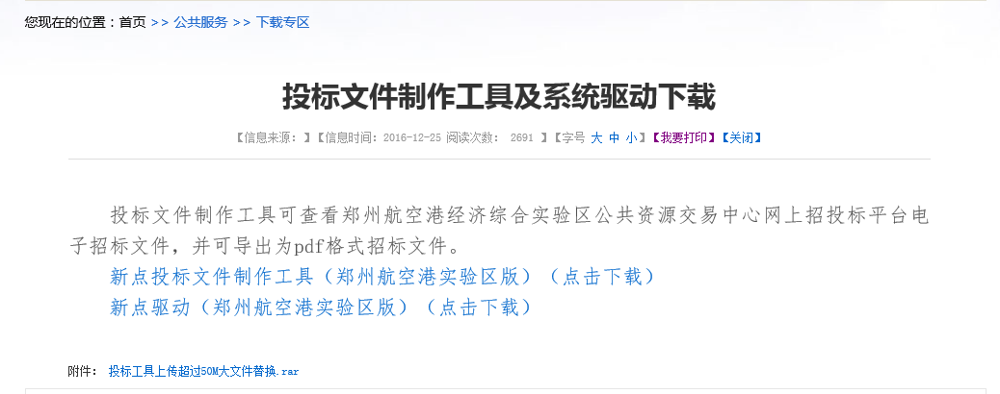 您现在的位置：首页 >> 公共服务 >> 下载专区
投标文件制作工具及系统驱动下载
【信息来源：】【信息时间：2016-12-25 阅读次数： 2691 】【字号 大 中 小】【我要打印】【关闭】
投标文件制作工具可查看郑州航空港经济综合实验区公共资源交易中心网上招投标平台电
子招标文件，并可导出为pdf格式招标文件。
新点投标文件制作工具（郑州航空港实验区版）（点击下载）
新点驱动（郑州航空港实验区版）（点击下载）
附件： 投标工具上传超过50M大文件替换.rar